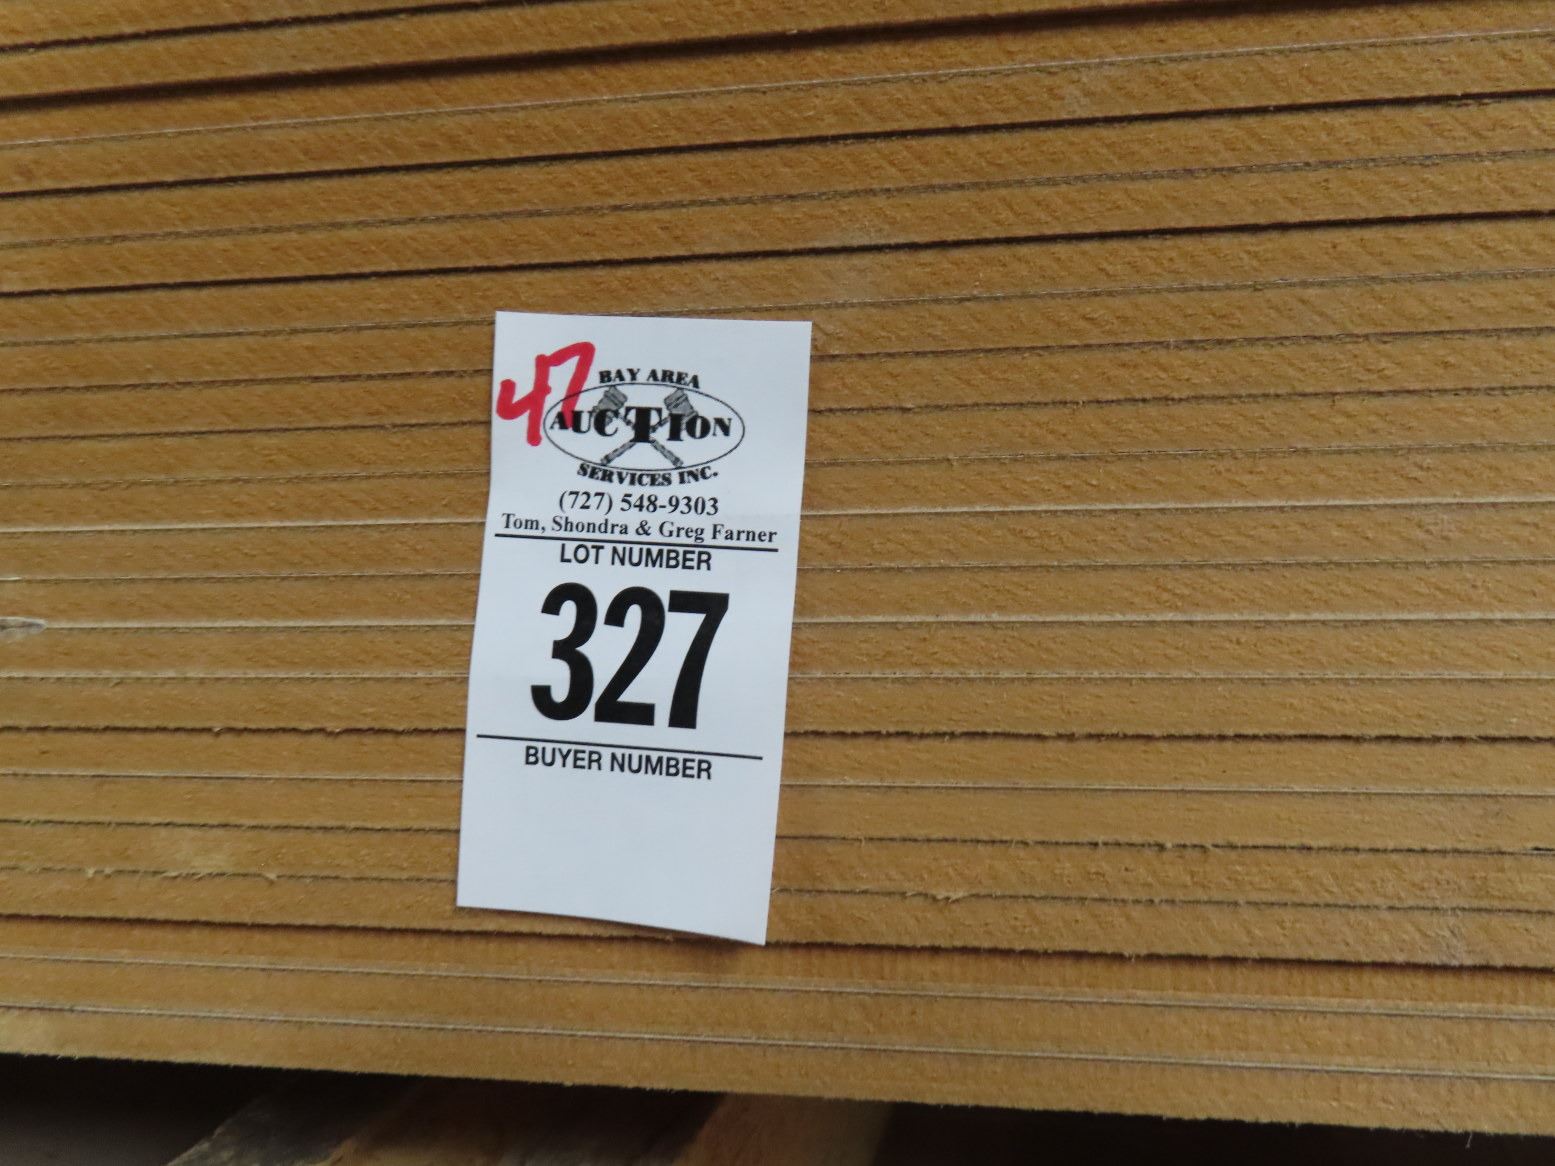 47
BAY AREA
AUCTION
SERVICES INC.
(727) 548-9303
Tom, Shondra & Greg Farner
LOT NUMBER
327
BUYER NUMBER